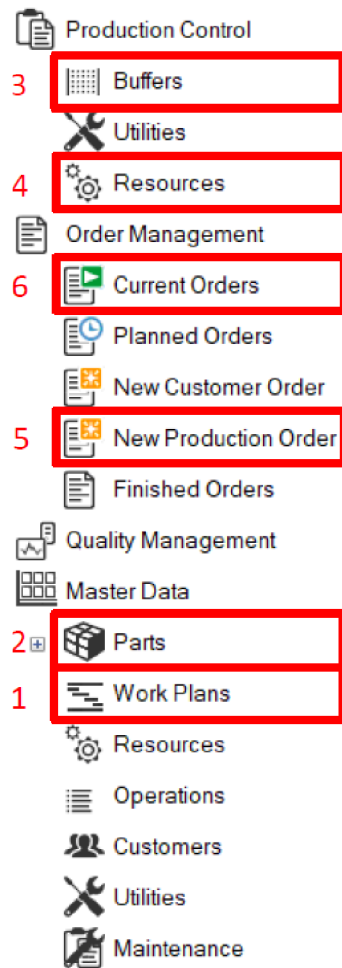 Production Control
3 Buffers
Utilities
4 Resources
Order Management
6 Current Orders
Planned Orders
New Customer Order
5 New Production Order
Finished Orders
Quality Management
Master Data
2 Parts
1 Work Plans
Resources
Operations
Customers
Utilities
Maintenance